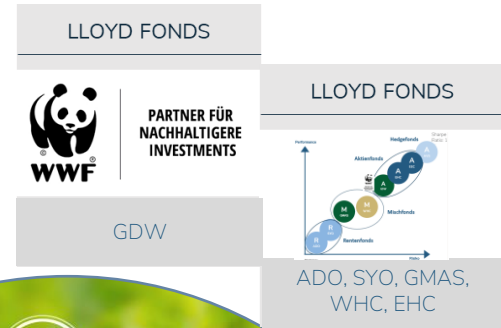 LLOYD FONDS
WWF
®
PARTNER FÜR
NACHHALTIGERE
INVESTMENTS
GDW
LLOYD FONDS
Performance
Hedgefonds
Aktienfonds
Mischfonds
Rentenfonds
A
A
A
A
M
M
R
R
ADO, SYO, GMAS,
WHC, EHC